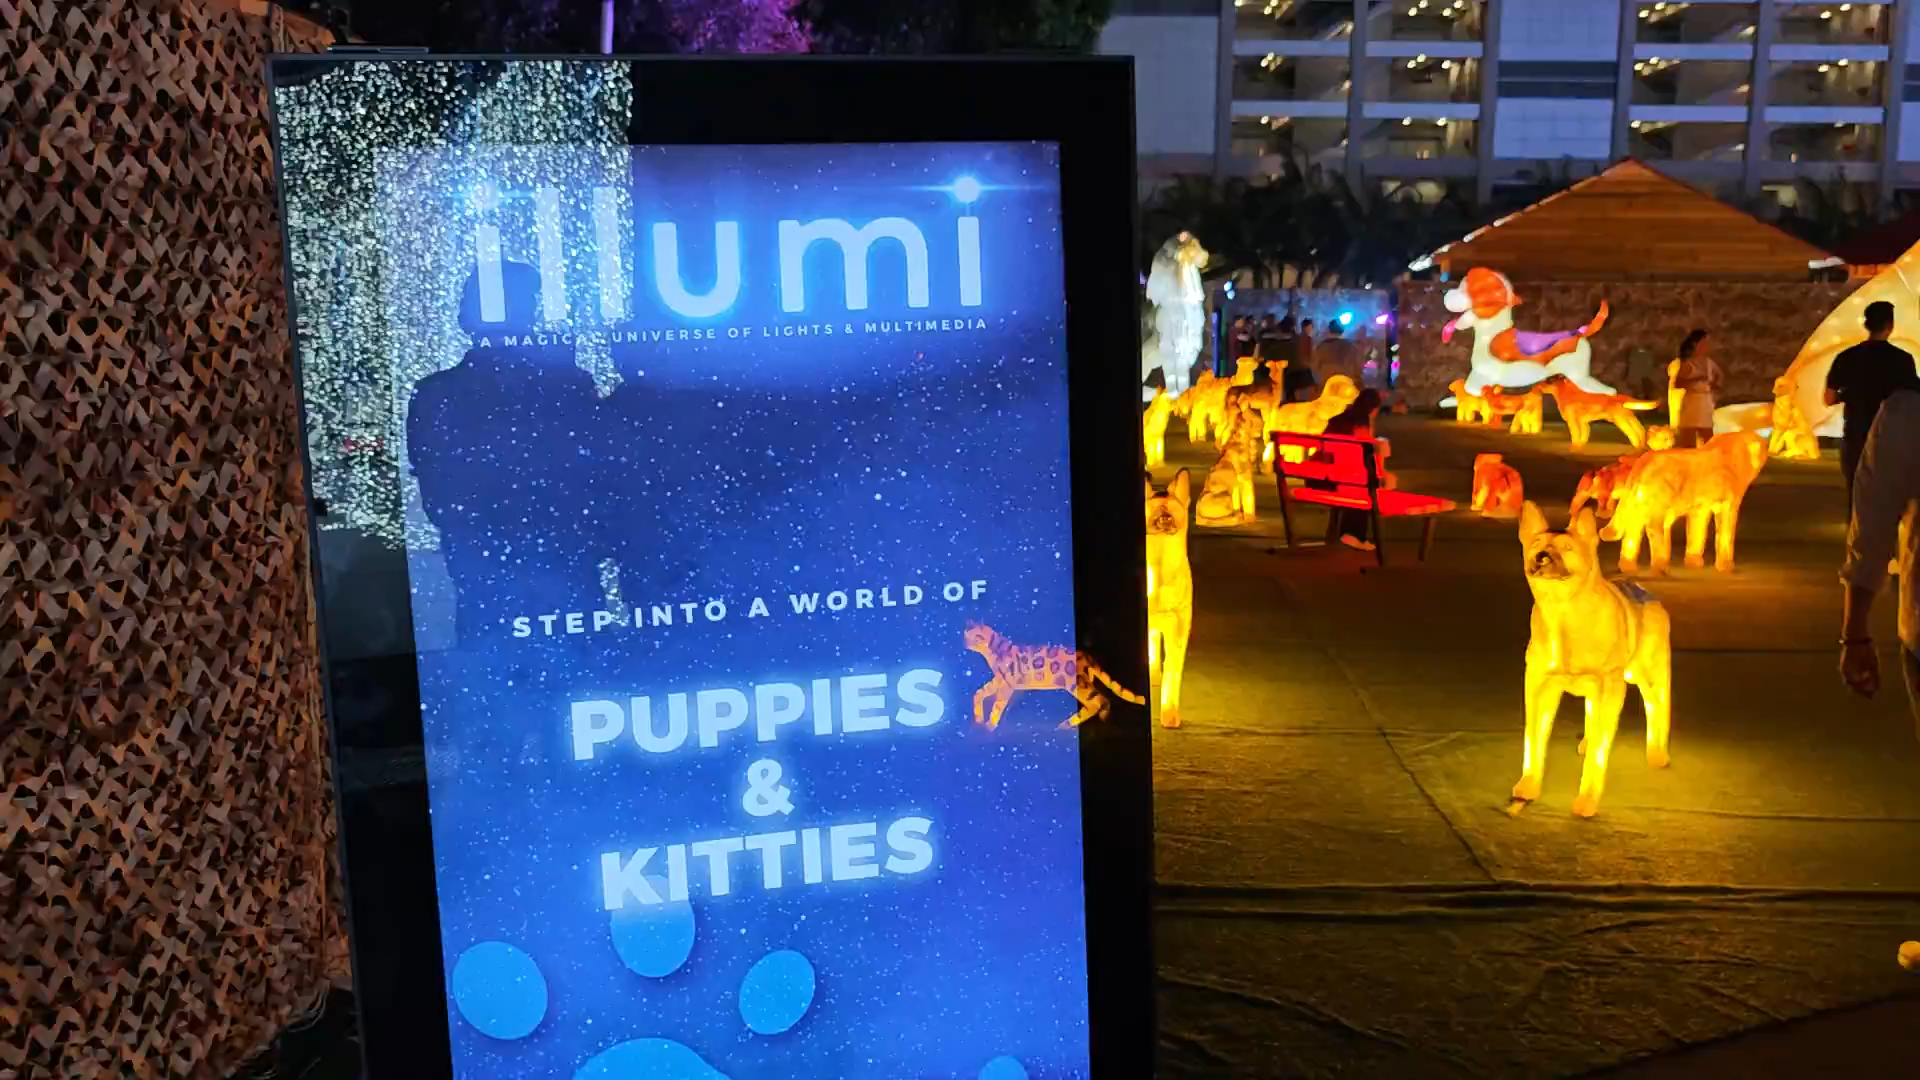 illumi
A MAGICAL UNIVERSE OF LIGHTS & MULTIMEDIA
STEP INTO A WORLD OF
PUPPIES
&
KITTIES